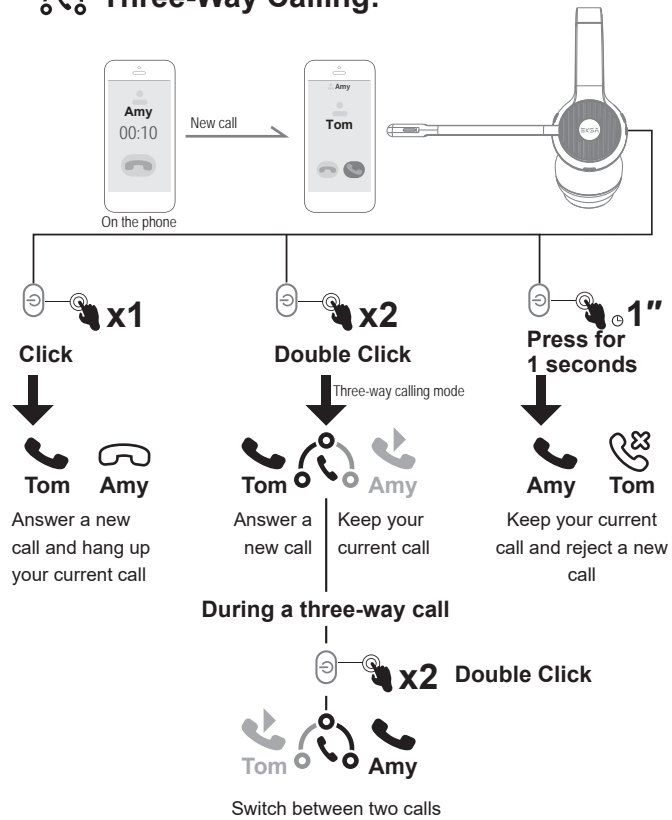 Three-Way Calling:
Amy
00:10
New call
Amy
Tom
EKSA
On the phone
x1
x2
1"
Click
Double Click
Press for
1 seconds
Three-way calling mode
Tom Amy
Tom Amy
Amy Tom
Answer a new
call and hang up
your current call
Answer a
new call
Keep your
current call
Keep your current
call and reject a new
call
During a three-way call
x2 Double Click
Tom Amy
Switch between two calls